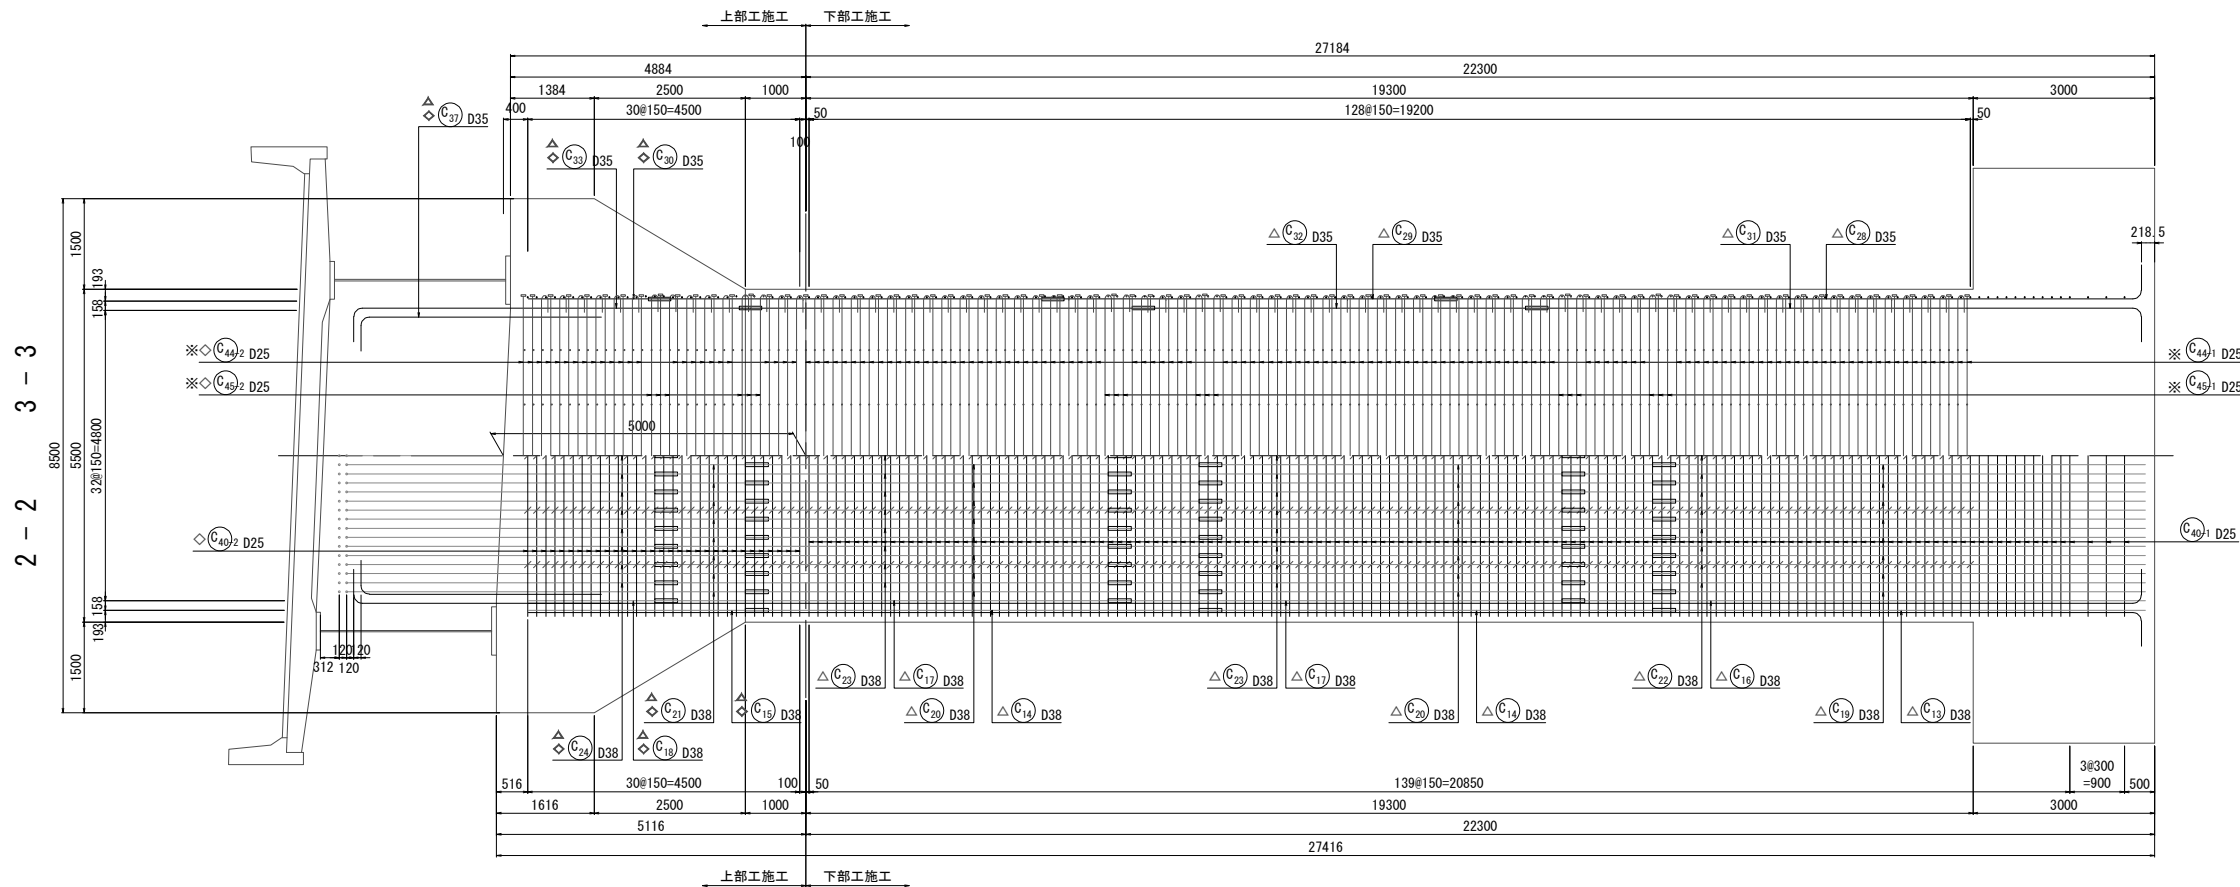 上部工施工 下部工施工
27184
4884 22300
1384 2500 1000 19300 3000
400 30@150=4500 50 128@150=19200 50
100
△
◇ C37 D35
△
◇ C33 D35
△
◇ C30 D35
△ C32 D35
△ C29 D35
△ C31 D35
△ C28 D35
218.5
1500
193
158
32@150=4800
5500
8500
158
193
1500
3 - 3
2 - 2
※◇ C44-2 D25
※◇ C45-2 D25
※ C44-1 D25
※ C45-1 D25
5000
◇ C40-2 D25
C40-1 D25
120 120
312 120
△ C23 D38
△ C17 D38
△ C23 D38
△ C17 D38
△ C22 D38
△ C16 D38
△
◇ C21 D38
△
◇ C15 D38
△ C20 D38
△ C14 D38
△ C20 D38
△ C14 D38
△ C19 D38
△ C13 D38
△
◇ C24 D38
△
◇ C18 D38
516 30@150=4500 100 50 139@150=20850 3@300
=900 500
1616 2500 1000 19300 3000
5116 22300
27416
上部工施工 下部工施工